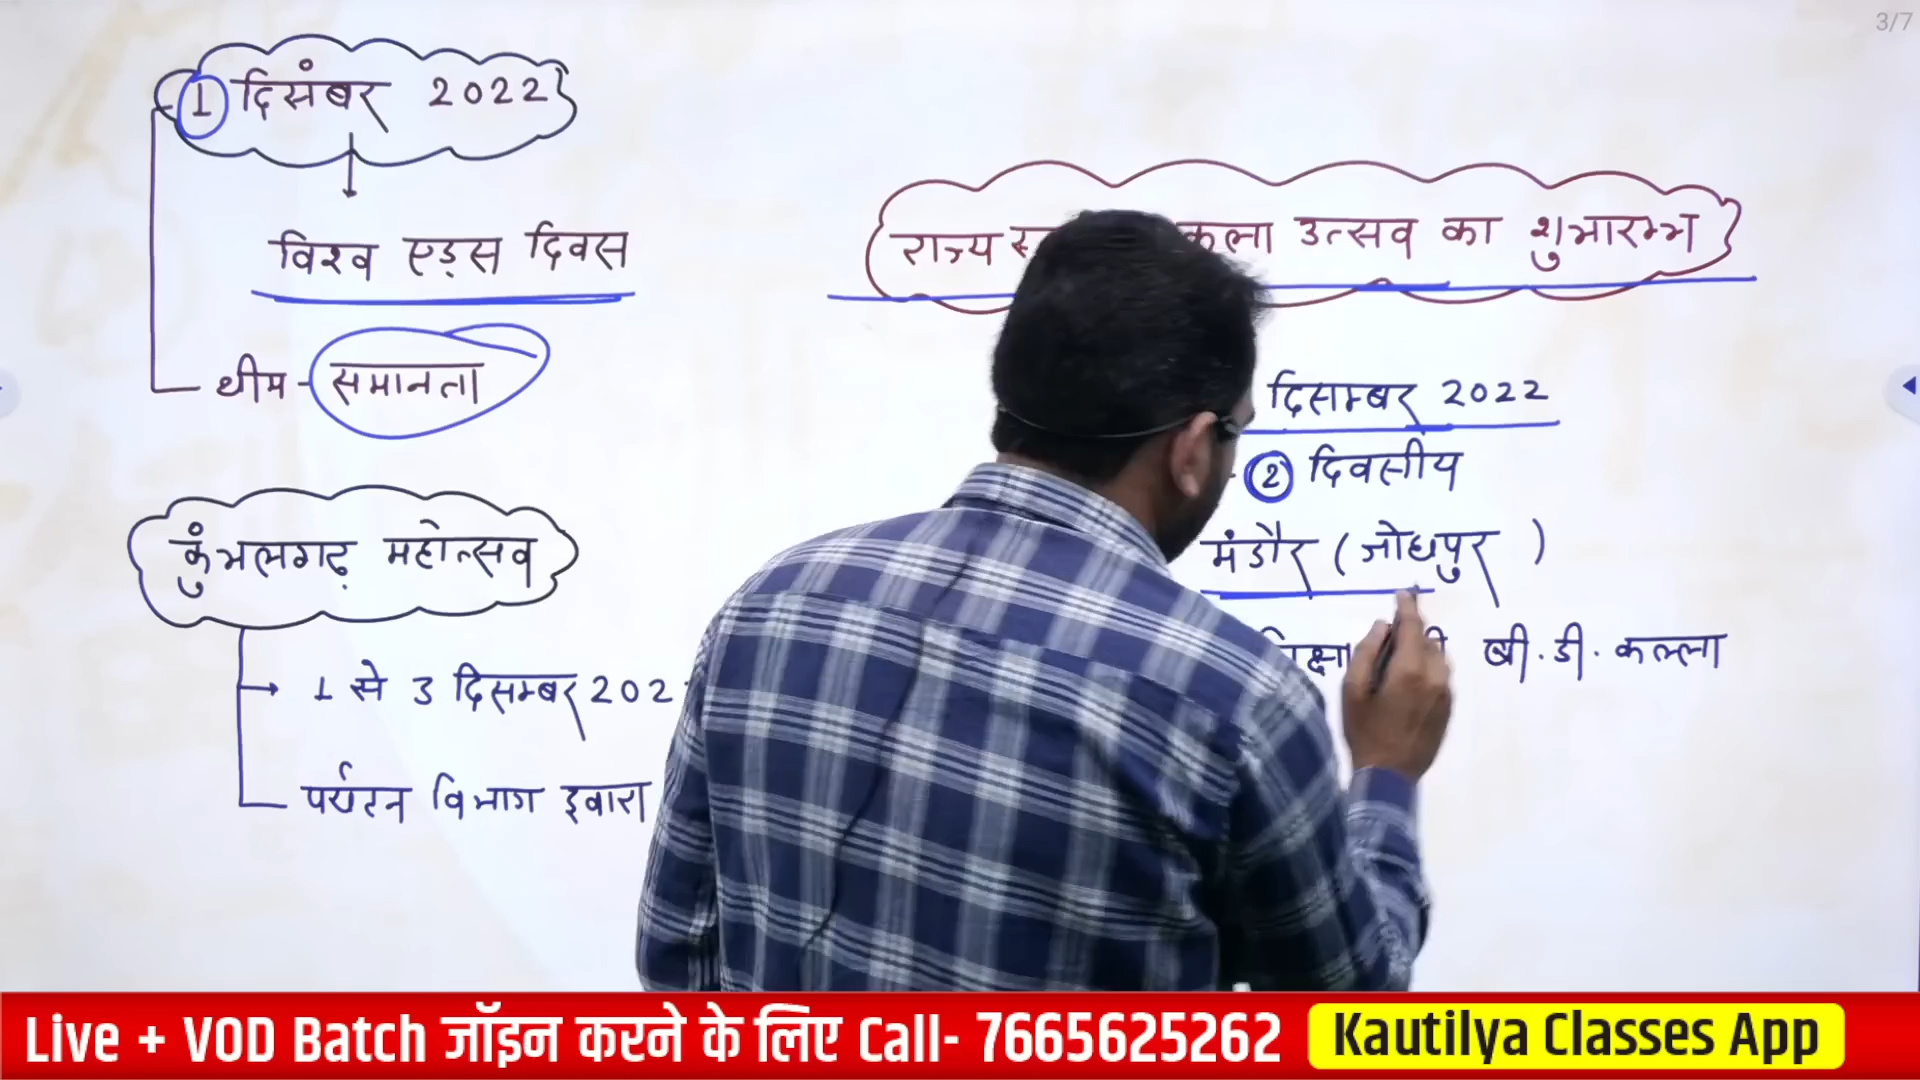 3/7
1 दिसंबर 2022
विश्व एड्स दिवस
थीम - समानता
कुंभलगढ़ महोत्सव
1 से 3 दिसम्बर 202
पर्यटन विभाग द्वारा
राज्य कला उत्सव का शुभारम्भ
दिसम्बर 2022
2 दिवसीय
मंडौर (जोधपुर)
बी.डी. कल्ला
Live + VOD Batch जॉइन करने के लिए Call- 7665625262
Kautilya Classes App